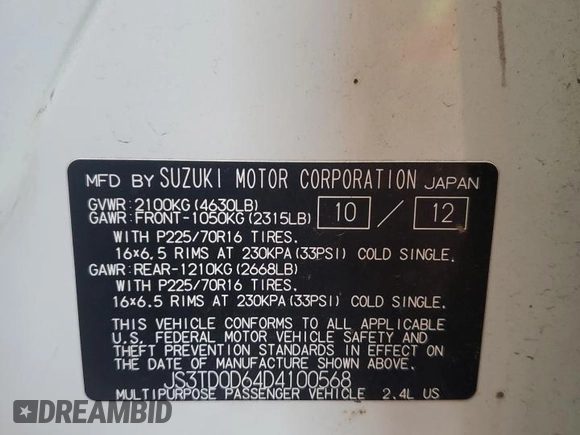 MFD BY SUZUKI MOTOR CORPORATION JAPAN
GVWR:2100KG(4630LB)
GAWR:FRONT-1050KG(2315LB) 10 / 12
WITH P225/70R16 TIRES.
16×6.5 RIMS AT 230KPA(33PSI) COLD SINGLE.
GAWR:REAR-1210KG(2668LB)
WITH P225/70R16 TIRES.
16×6.5 RIMS AT 230KPA(33PSI) COLD SINGLE.
THIS VEHICLE CONFORMS TO ALL APPLICABLE
U.S. FEDERAL MOTOR VEHICLE SAFETY AND
THEFT PREVENTION STANDARDS IN EFFECT ON
THE DATE OF MANUFACTURE SHOWN ABOVE.
JS3TD0D64D4100568
MULTIPURPOSE PASSENGER VEHICLE 2.4L US
DREAMBID